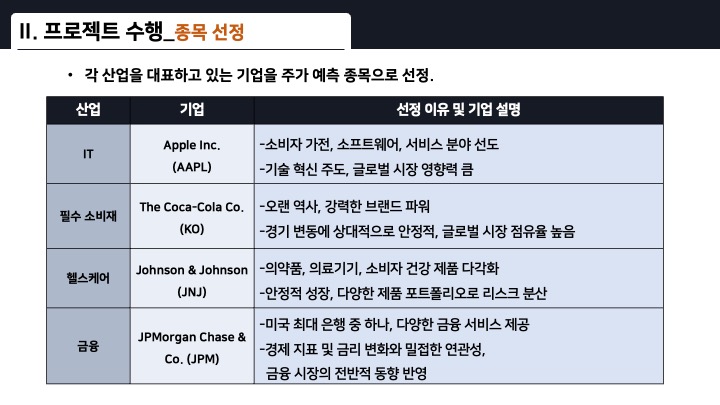 II. 프로젝트 수행_종목 선정
• 각 산업을 대표하고 있는 기업을 주가 예측 종목으로 선정.
산업 기업 선정 이유 및 기업 설명
IT
Apple Inc.
(AAPL)
-소비자 가전, 소프트웨어, 서비스 분야 선도
-기술 혁신 주도, 글로벌 시장 영향력 큼
필수 소비재
The Coca-Cola Co.
(KO)
-오랜 역사, 강력한 브랜드 파워
-경기 변동에 상대적으로 안정적, 글로벌 시장 점유율 높음
헬스케어
Johnson & Johnson
(JNJ)
-의약품, 의료기기, 소비자 건강 제품 다각화
-안정적 성장, 다양한 제품 포트폴리오로 리스크 분산
금융
JPMorgan Chase &
Co. (JPM)
-미국 최대 은행 중 하나, 다양한 금융 서비스 제공
-경제 지표 및 금리 변화와 밀접한 연관성,
금융 시장의 전반적 동향 반영